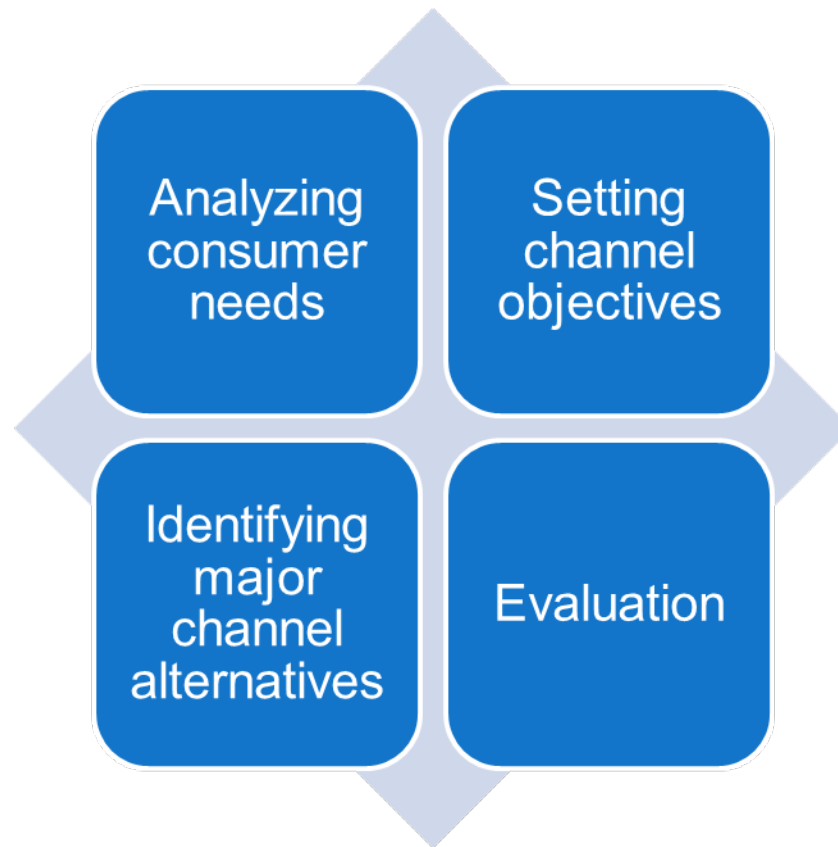 Analyzing
consumer
needs
Setting
channel
objectives
Identifying
major
channel
alternatives
Evaluation